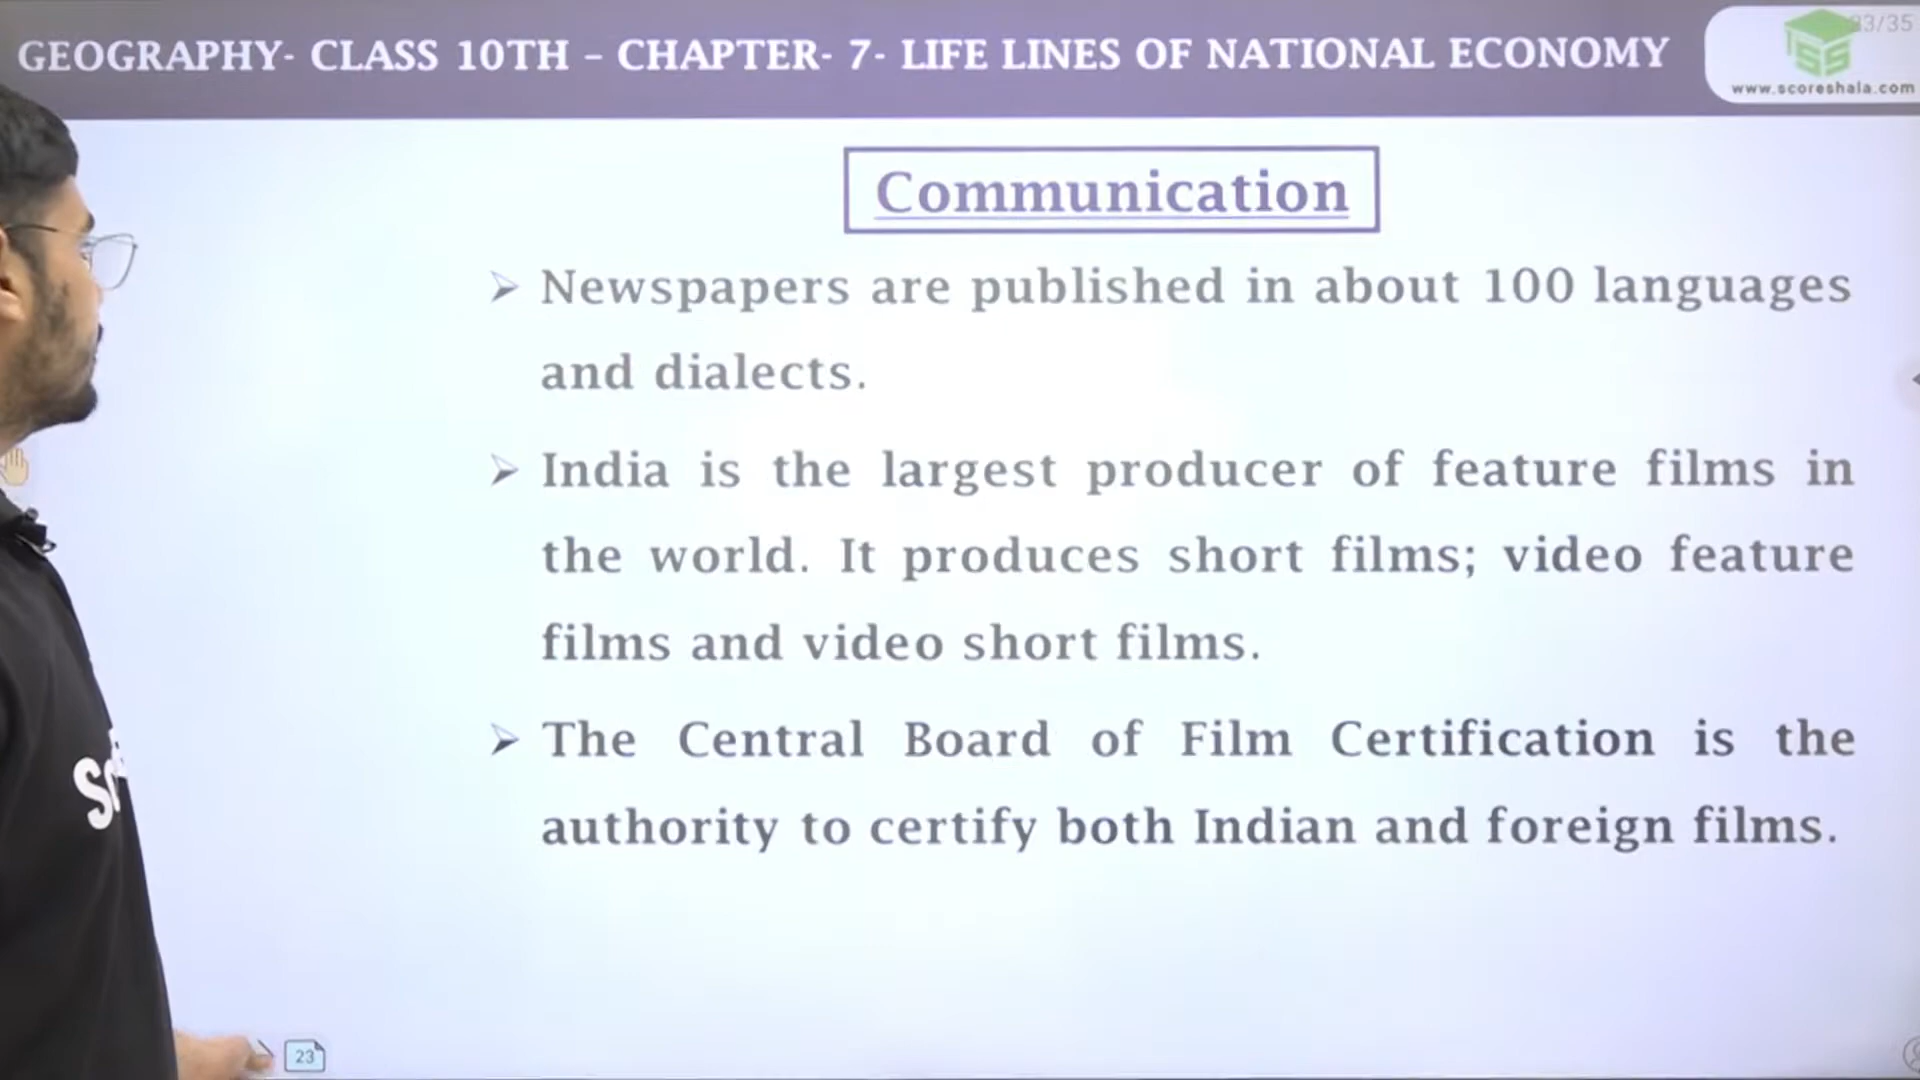 GEOGRAPHY- CLASS 10TH – CHAPTER- 7- LIFE LINES OF NATIONAL ECONOMY
3/35
www.scoreshala.com
Communication
➢ Newspapers are published in about 100 languages
and dialects.
➢ India is the largest producer of feature films in
the world. It produces short films; video feature
films and video short films.
➢ The Central Board of Film Certification is the
authority to certify both Indian and foreign films.
23